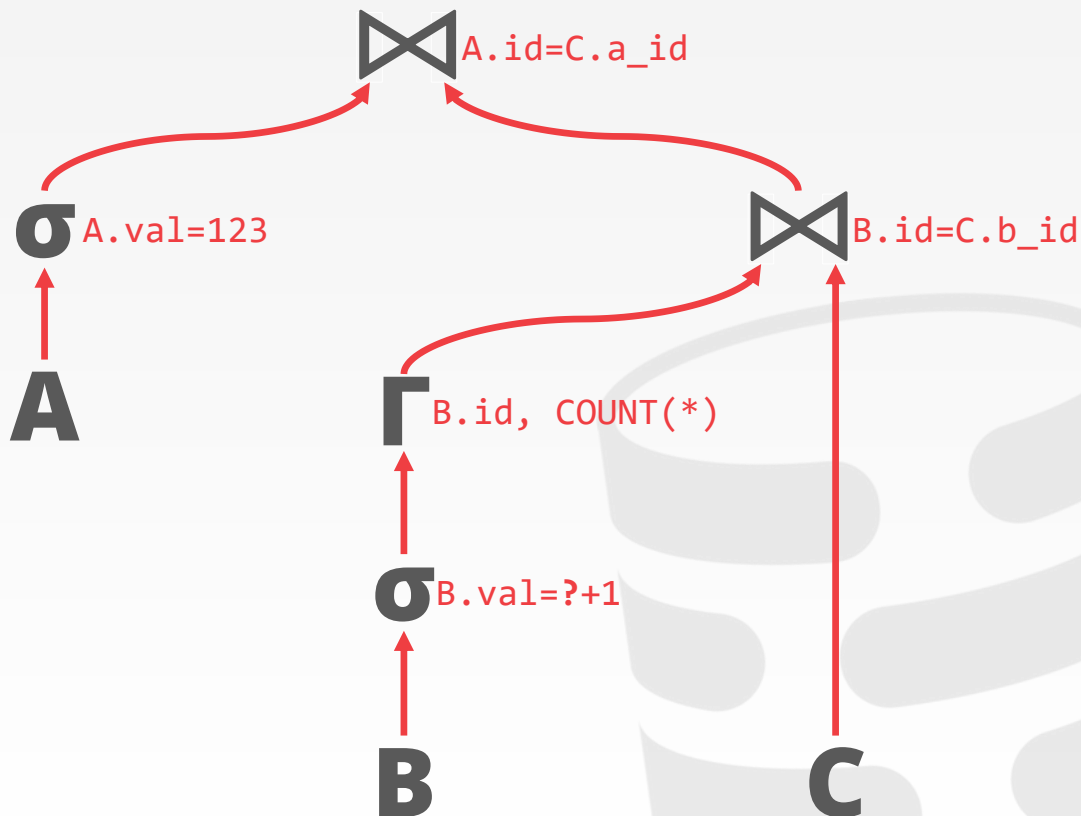 ⋈ A.id=C.a_id
σ A.val=123
⋈ B.id=C.b_id
A
Γ B.id, COUNT(*)
σ B.val=?+1
B
C